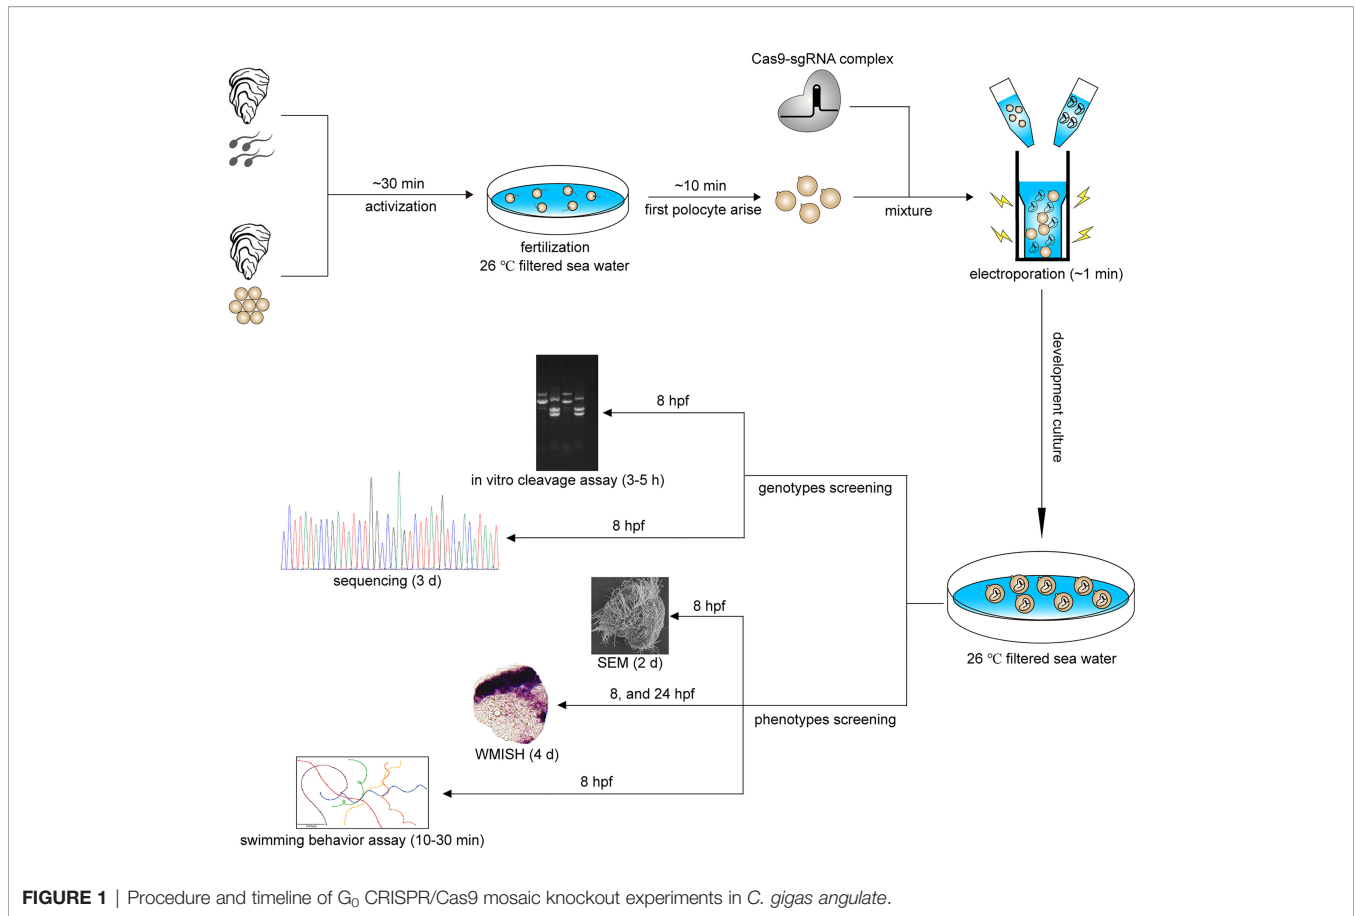 Cas9-sgRNA complex
~30 min
activization
fertilization
26 ℃ filtered sea water
~10 min
first polocyte arise
mixture
electroporation (~1 min)
development culture
26 ℃ filtered sea water
genotypes screening
8 hpf
in vitro cleavage assay (3-5 h)
8 hpf
sequencing (3 d)
phenotypes screening
8 hpf
SEM (2 d)
8, and 24 hpf
WMISH (4 d)
8 hpf
swimming behavior assay (10-30 min)
FIGURE 1 | Procedure and timeline of G₀ CRISPR/Cas9 mosaic knockout experiments in C. gigas angulate.